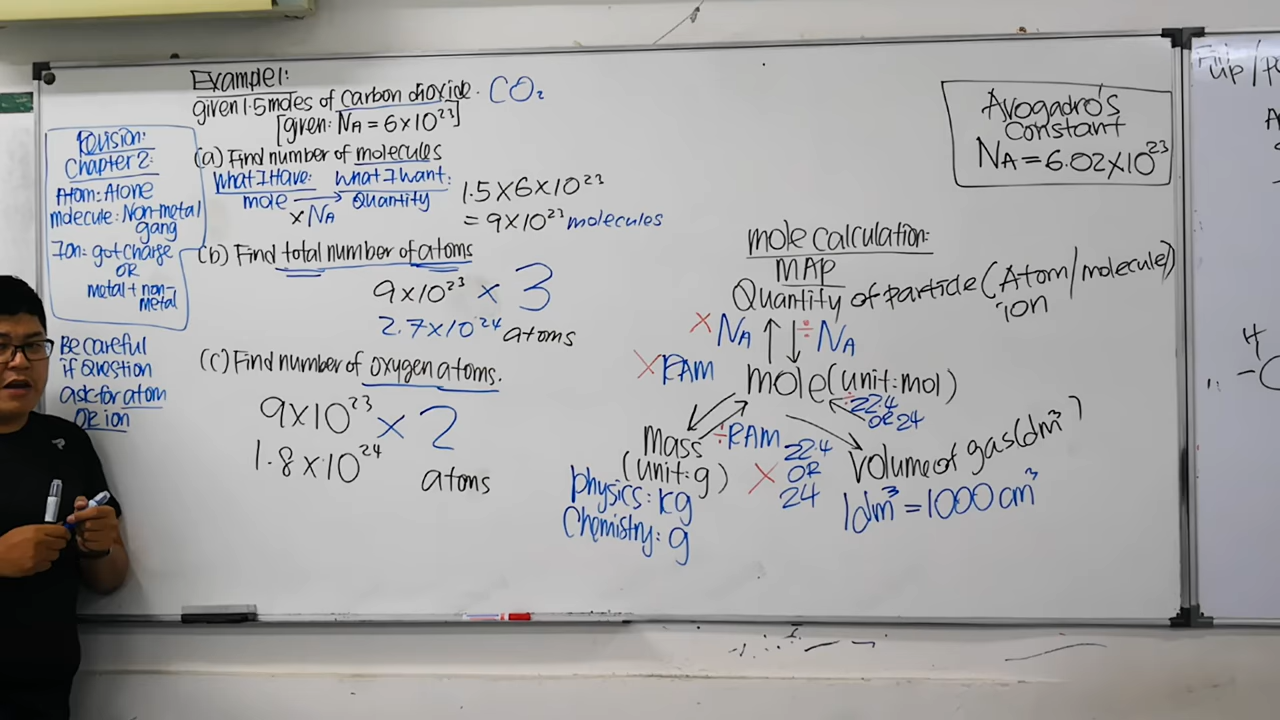 Example 1:
given 1.5 moles of carbon dioxide. CO₂
[given: NA = 6×10²³]
(a) Find number of molecules
What I Have: What I Want:
mole → Quantity
×NA
1.5×6×10²³
= 9×10²³ molecules
(b) Find total number of atoms
9×10²³ × 3
2.7×10²⁴ atoms
(c) Find number of oxygen atoms.
9×10²³ × 2
1.8×10²⁴ atoms
Revision:
Chapter 2:
Atom: Alone
molecule: Non-metal
gang
Ion: got charge
OR
metal + non-
metal
Be careful
if Question
ask for atom
OR ion
Avogadro's
Constant
NA = 6.02×10²³
mole calculation:
MAP
Quantity of particle (Atom/molecule)
ion
×NA ↑↓ ÷NA
×RAM
mole (unit: mol)
÷22.4
OR 24
mass ÷RAM
(unit: g)
×22.4
OR
24
Volume of gas (dm³)
1dm³ = 1000cm³
Physics: kg
Chemistry: g
up/
4